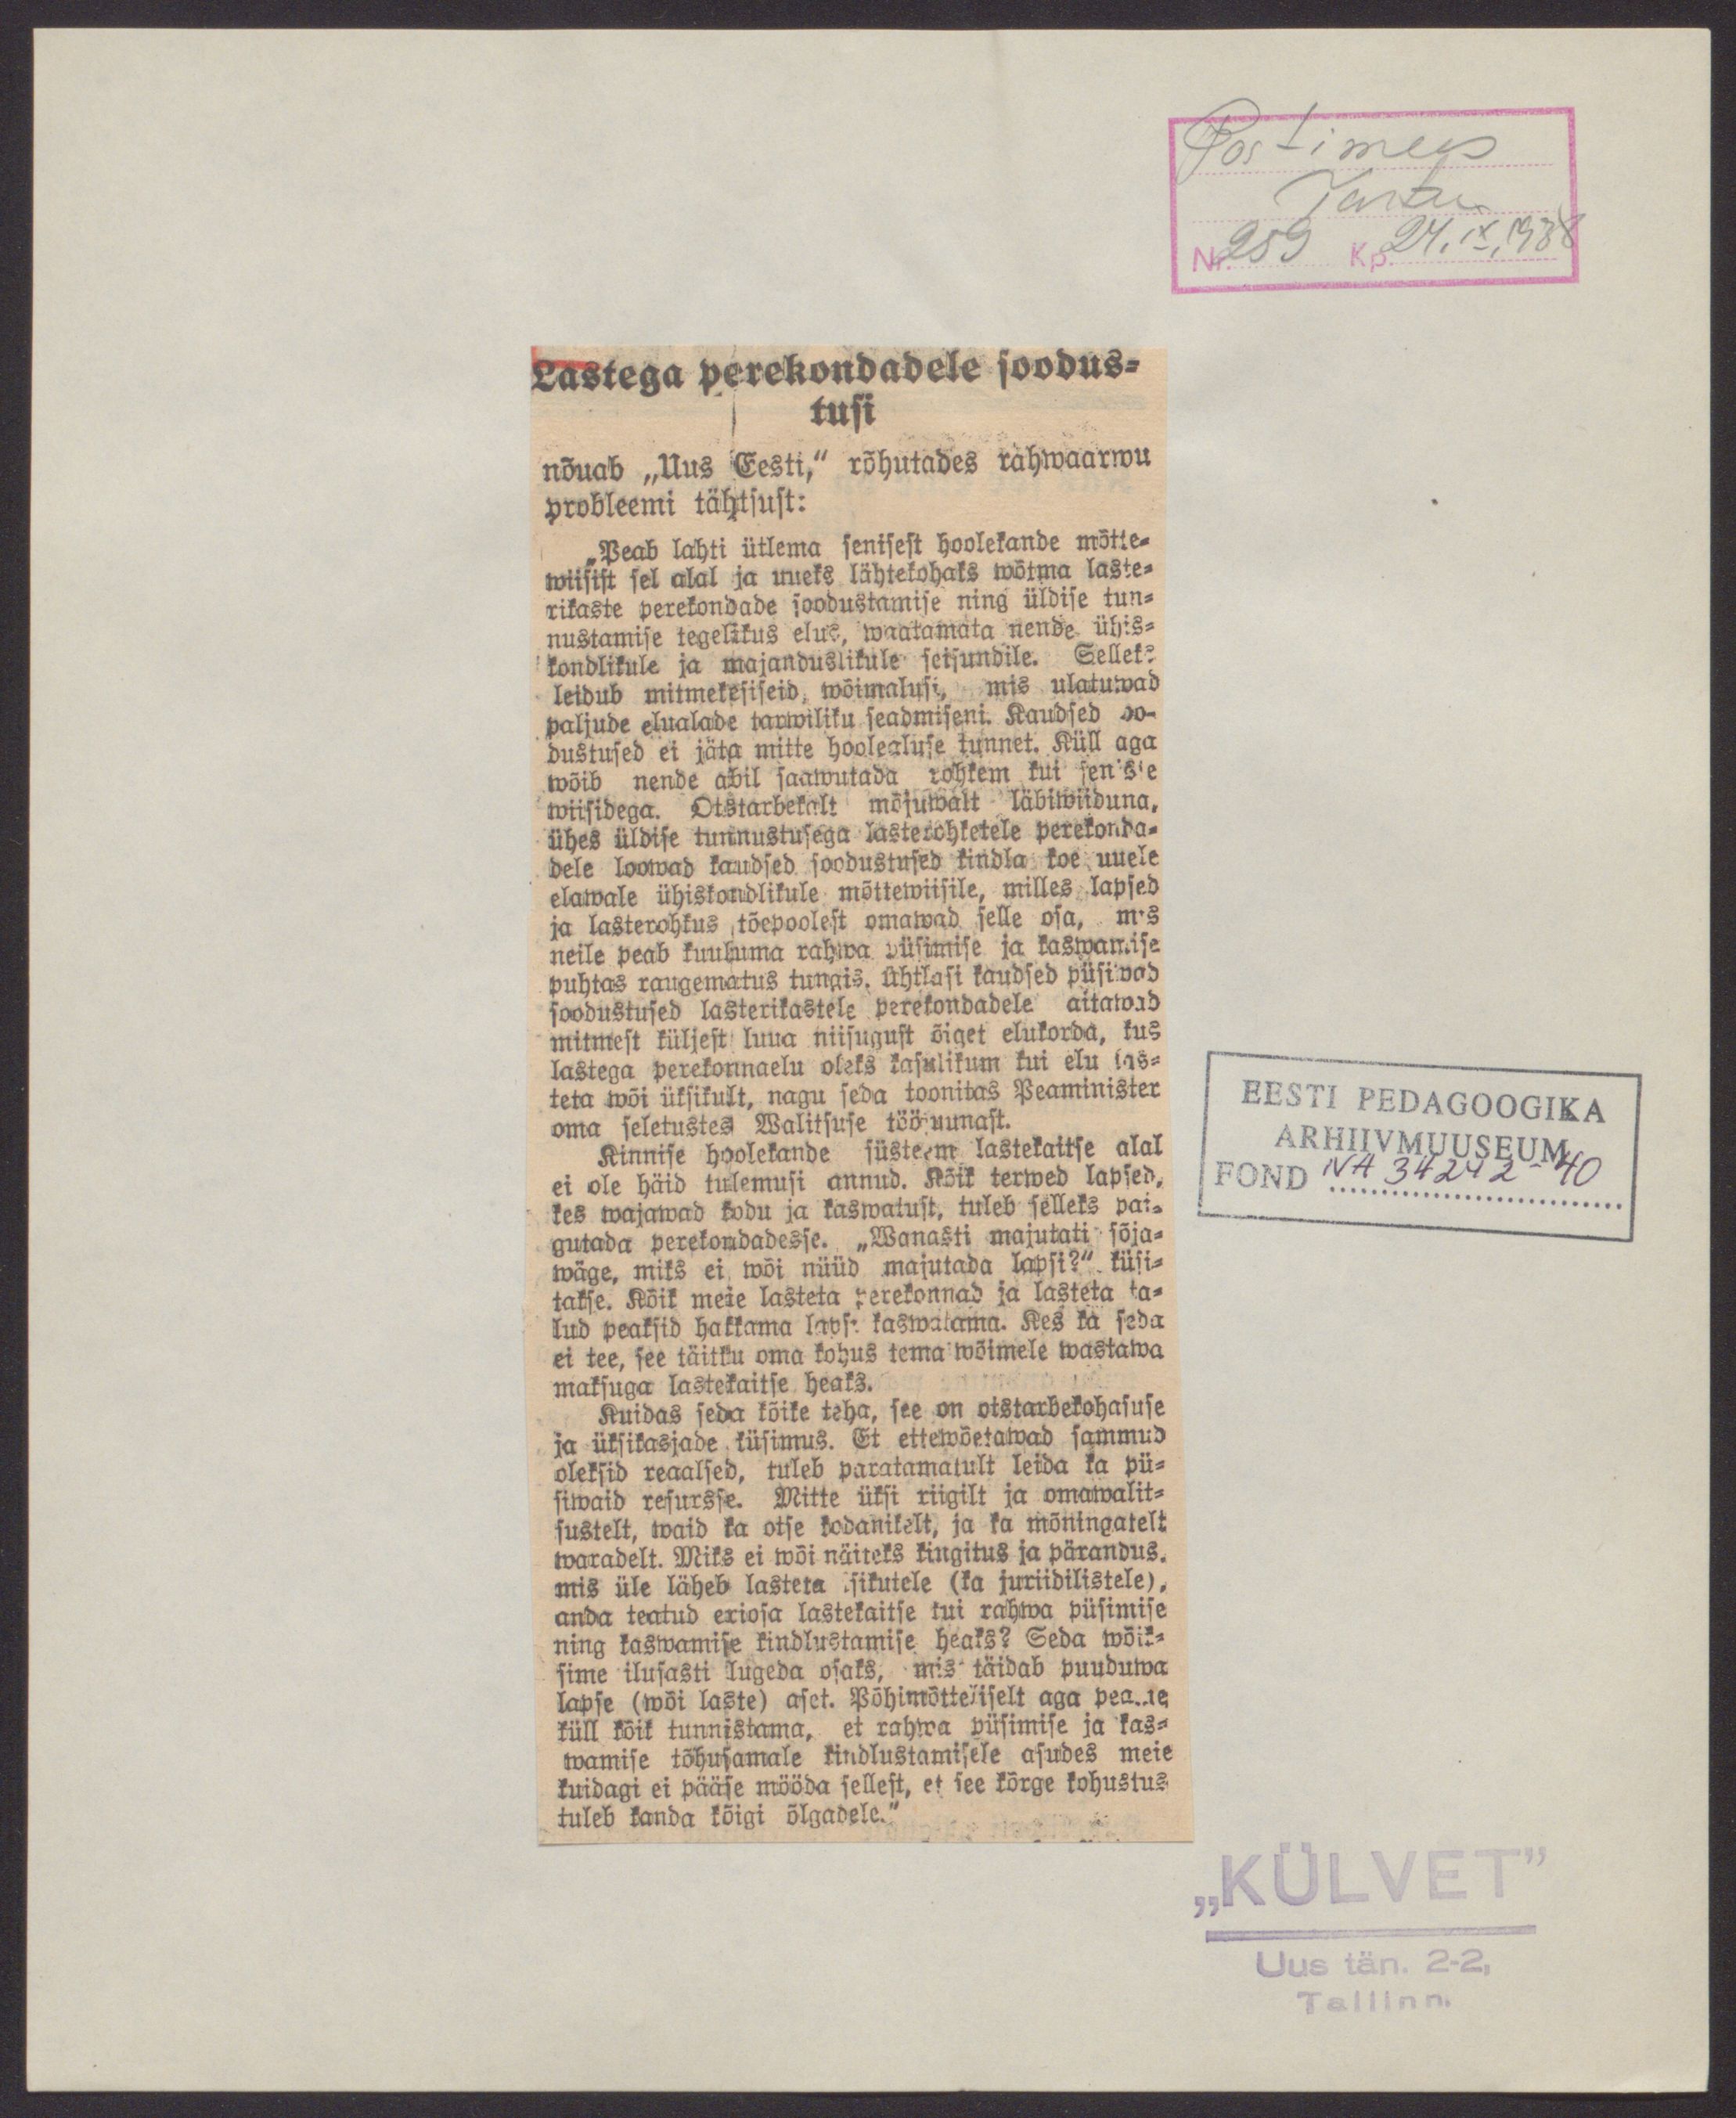 Postimees
Tartu
Nr. 259 Kp. 24.IX.1938
Lastega perekondadele soodus-
tusi
nõuab „Uus Eesti,“ rõhutades rahwaarwu
probleemi tähtsust:
„Peab lahti ütlema senisest hoolekande mõtte-
wiisist sel alal ja uueks lähtekohaks wõtma laste-
rikaste perekondade soodustamise ning üldise tun-
nustamise tegelikus elus, waatamata nende ühis-
kondlikule ja majanduslikule seisundile. Selleks
leidub mitmekesiseid wõimalusi, mis ulatuwad
paljude elualade tarwiliku seadmiseni. Kaudsed soo-
dustused ei jäta mitte hoolealuse tunnet. Küll aga
wõib nende abil saawutada rohkem kui seniste
wiisidega. Otstarbekalt mõjuwalt läbiwiiduna,
ühes üldise tunnustusega lasterohketele perekonda-
dele loowad kaudsed soodustused kindla koe uuele
elawale ühiskondlikule mõttewiisile, milles lapsed
ja lasterohkus tõepoolest omawad selle osa, mis
neile peab kuuluma rahwa püsimise ja kaswamise
puhtas raugematus tungis. Ühtlasi kaudsed püsiwad
soodustused lasterikastele perekondadele aitawad
mitmest küljest luua niisugust õiget elukorda, kus
lastega perekonnaelu oleks kasulikum kui elu las-
teta wõi üksikult, nagu seda toonitas Peaminister
oma seletustes Walitsuse töösuunast.
Kinnise hoolekande süsteem lastekaitse alal
ei ole häid tulemusi annud. Kõik terwed lapsed,
kes wajawad kodu ja kaswatust, tuleb selleks pai-
gutada perekondadesse. „Wanasti majutati sõja-
wäge, miks ei wõi nüüd majutada lapsi?“ küsi-
takse. Kõik meie lasteta perekonnad ja lasteta ta-
lud peaksid hakkama lapsi kaswatama. Kes ka seda
ei tee, see täitku oma kohus tema wõimele wastawa
maksuga lastekaitse heaks.
Kuidas seda kõike teha, see on otstarbekohasuse
ja üksikasjade küsimus. Et ettewõetawad sammud
oleksid reaalsed, tuleb paratamatult leida ka pü-
siwaid resursse. Mitte üksi riigilt ja omawalit-
sustelt, waid ka otse kodanikelt, ja ka mõningatelt
waradelt. Miks ei wõi näiteks kingitus ja pärandus,
mis üle läheb lasteta isikutele (ka juriidilistele),
anda teatud eriosa lastekaitse kui rahwa püsimise
ning kaswamise kindlustamise heaks? Seda wõik-
sime ilusasti lugeda osaks, mis täidab puuduwa
lapse (wõi laste) aset. Põhimõtteliselt aga peame
küll kõik tunnistama, et rahwa püsimise ja kas-
wamise tõhusamale kindlustamisele asudes meie
kuidagi ei pääse mööda sellest, et see kõrge kohustus
tuleb kanda kõigi õlgadele.“
EESTI PEDAGOOGIKA
ARHIIVMUUSEUM
FOND NA 34242-40
„KÜLVET”
Uus tän. 2-2,
Tallinn.